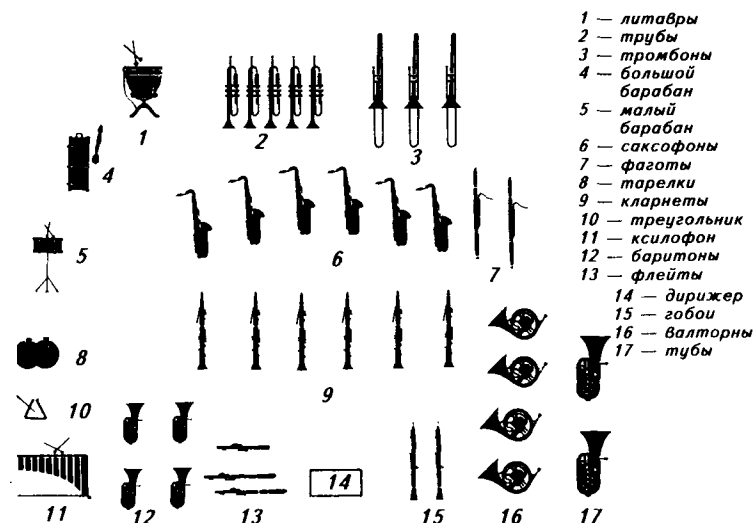 1 — литавры
2 — трубы
3 — тромбоны
4 — большой
барабан
5 — малый
барабан
6 — саксофоны
7 — фаготы
8 — тарелки
9 — кларнеты
10 — треугольник
11 — ксилофон
12 — баритоны
13 — флейты
14 — дирижер
15 — гобои
16 — валторны
17 — тубы
1
2
3
4
5
6
7
8
9
10
14
11
12
13
15
16
17